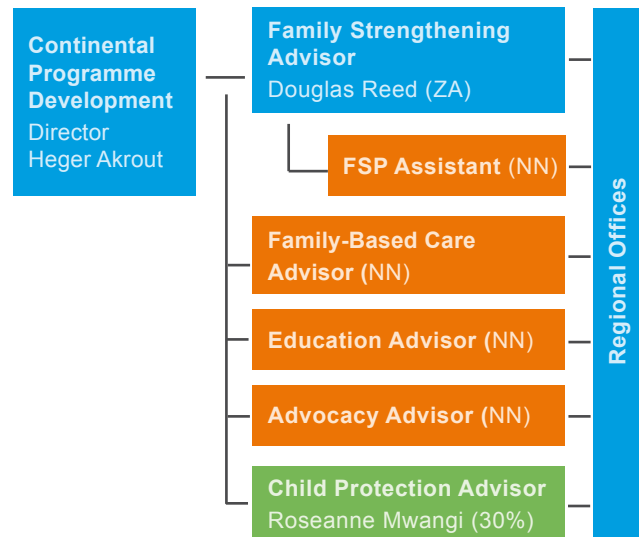 Continental
Programme
Development
Director
Heger Akrout
Family Strengthening
Advisor
Douglas Reed (ZA)
FSP Assistant (NN)
Family-Based Care
Advisor (NN)
Education Advisor (NN)
Advocacy Advisor (NN)
Child Protection Advisor
Roseanne Mwangi (30%)
Regional Offices